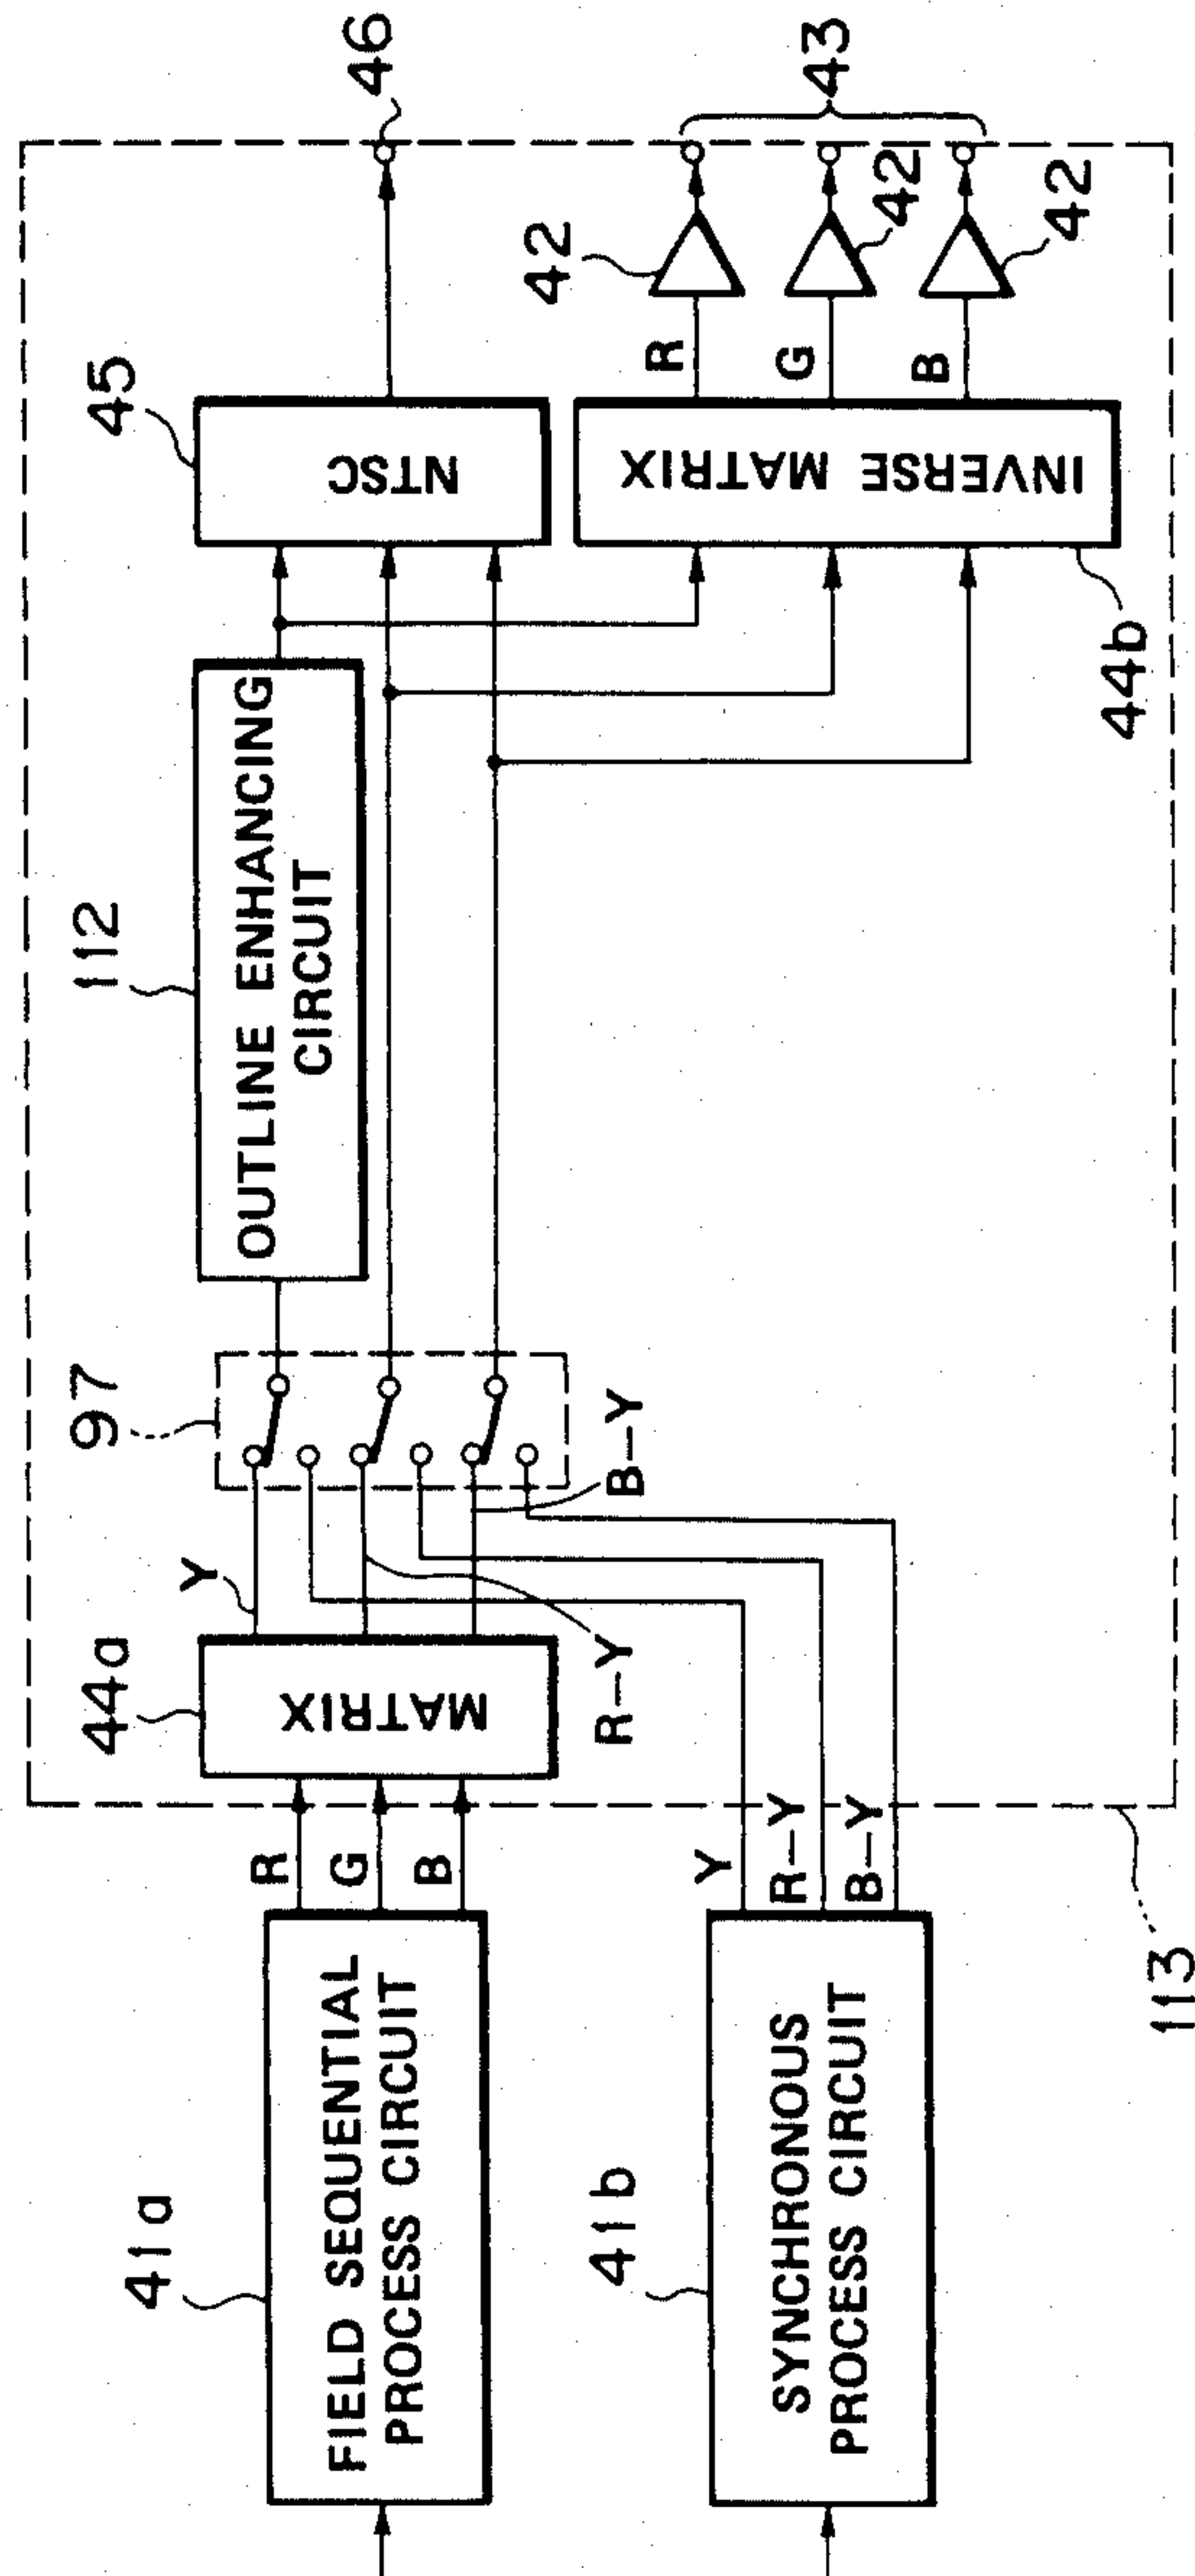 41a
FIELD SEQUENTIAL
PROCESS CIRCUIT
R
G
B
41b
SYNCHRONOUS
PROCESS CIRCUIT
Y
R-Y
B-Y
113
44a
MATRIX
Y
R-Y
B-Y
97
112
OUTLINE ENHANCING
CIRCUIT
45
NTSC
46
INVERSE MATRIX
44b
R
G
B
42
42
42
43